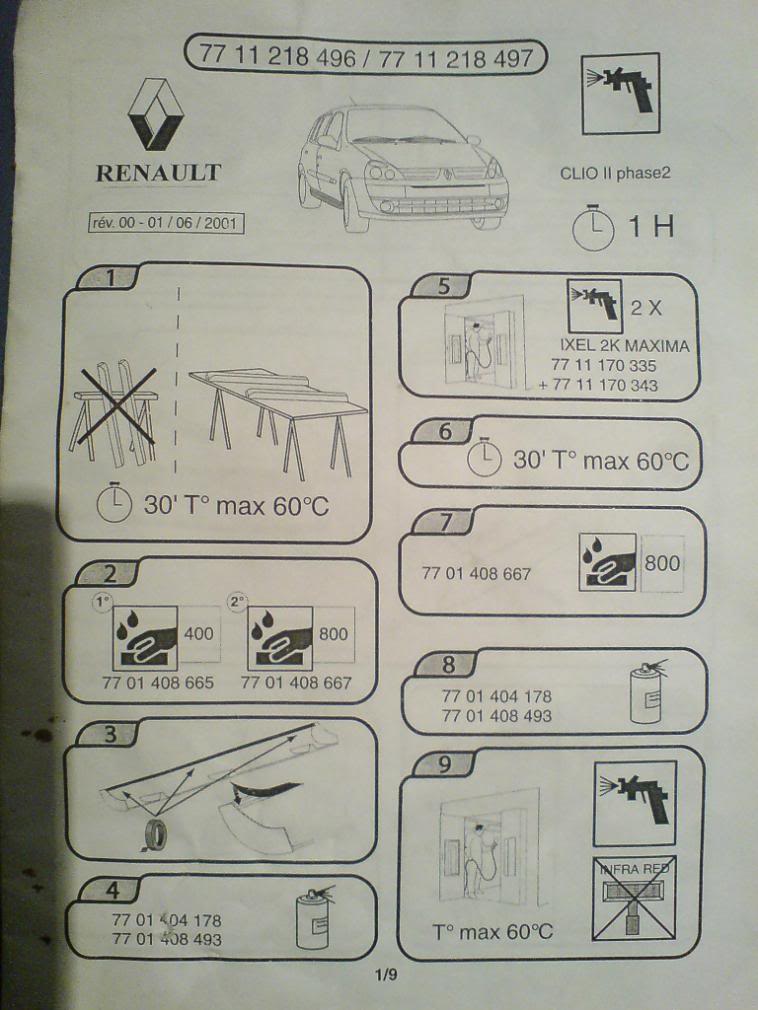 77 11 218 496 / 77 11 218 497
RENAULT
CLIO II phase2
rév. 00 - 01 / 06 / 2001
1 H
1
30' T° max 60°C
2
1°
400
2°
800
77 01 408 665
77 01 408 667
3
4
77 01 404 178
77 01 408 493
5
2 X
IXEL 2K MAXIMA
77 11 170 335
+ 77 11 170 343
6
30' T° max 60°C
7
77 01 408 667
800
8
77 01 404 178
77 01 408 493
9
INFRA RED
T° max 60°C
1/9